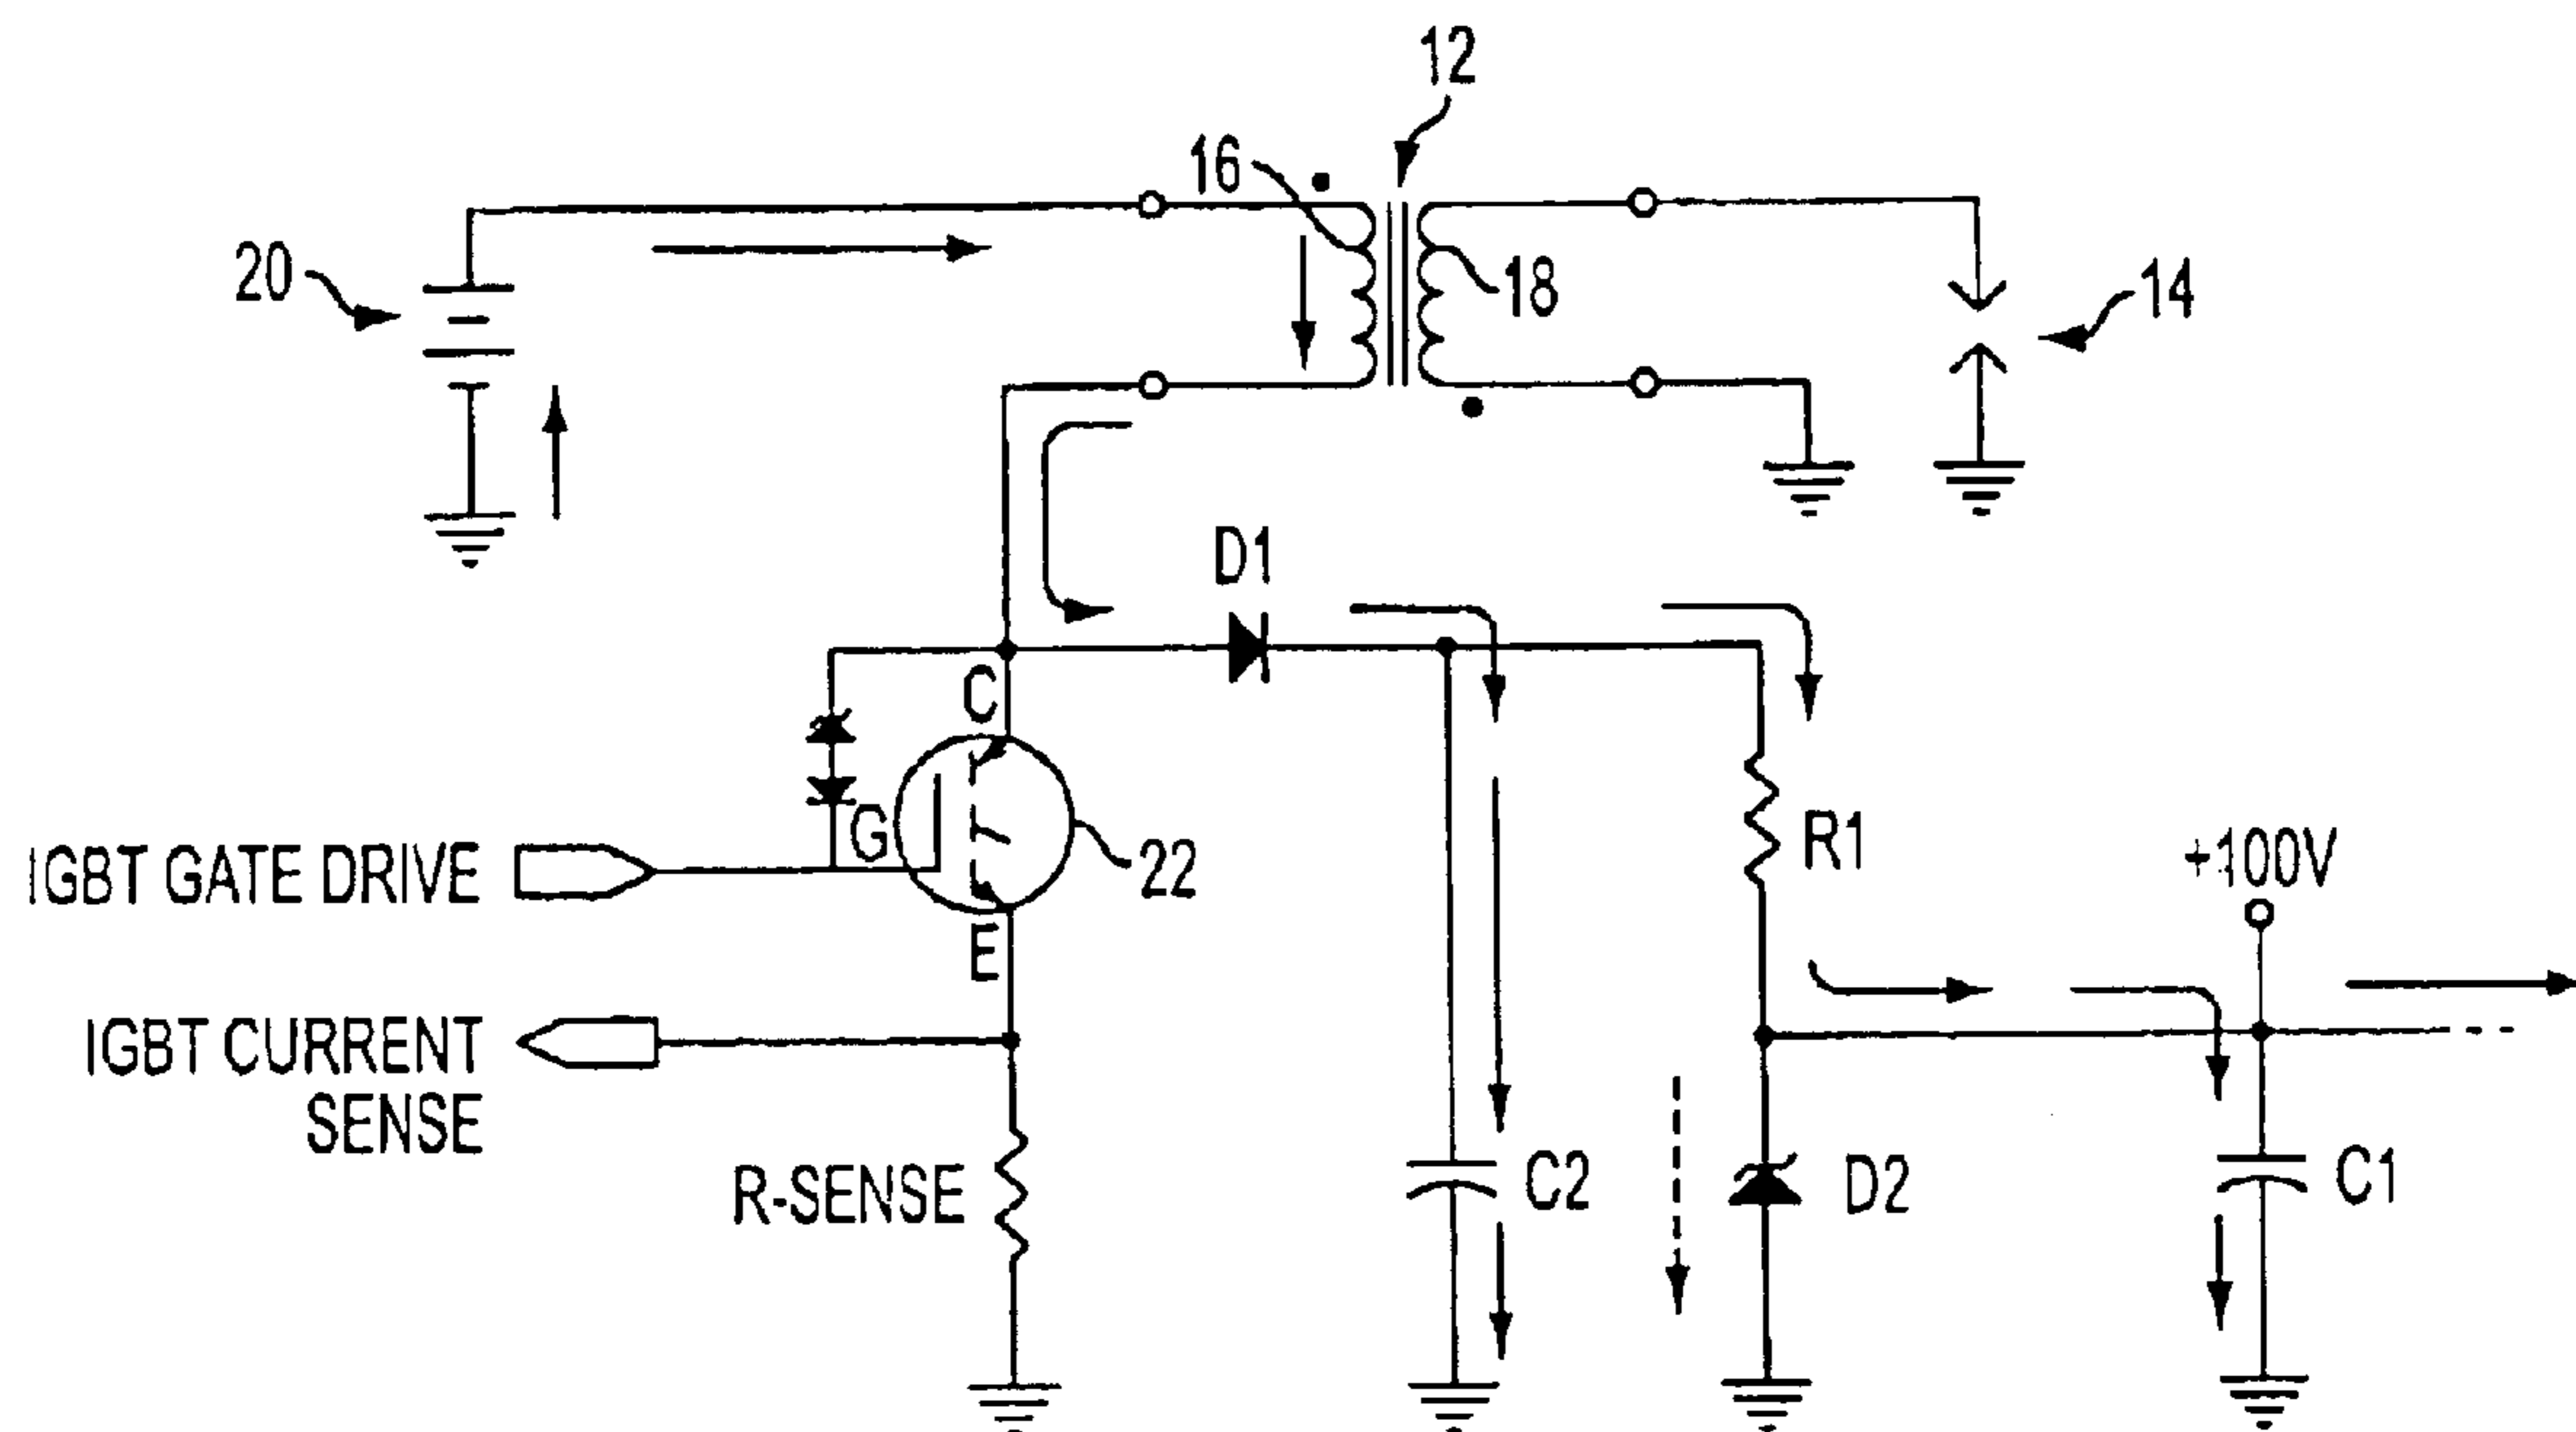 12
16
20
18
14
D1
C
G
IGBT GATE DRIVE
22
R1
+100V
E
IGBT CURRENT
SENSE
R-SENSE
C2
D2
C1